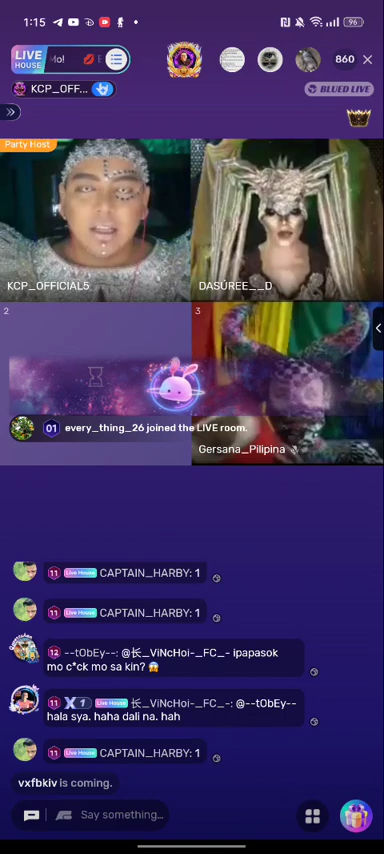 1:15
96
LIVE
HOUSE
Mo!
860
KCP_OFF...
BLUED LIVE
Party Host
KCP_OFFICIAL5
DASÚREE__D
2
3
01 every_thing_26 joined the LIVE room.
Gersana_Pilipina
11 Live House CAPTAIN_HARBY: 1
11 Live House CAPTAIN_HARBY: 1
12 --tObEy--: @长_ViNcHoi-_FC_- ipapasok
mo c*ck mo sa kin? 😱
11 X 1 Live House 长_ViNcHoi-_FC_-: @--tObEy--
hala sya. haha dali na. hah
11 Live House CAPTAIN_HARBY: 1
vxfbkiv is coming.
Say something...